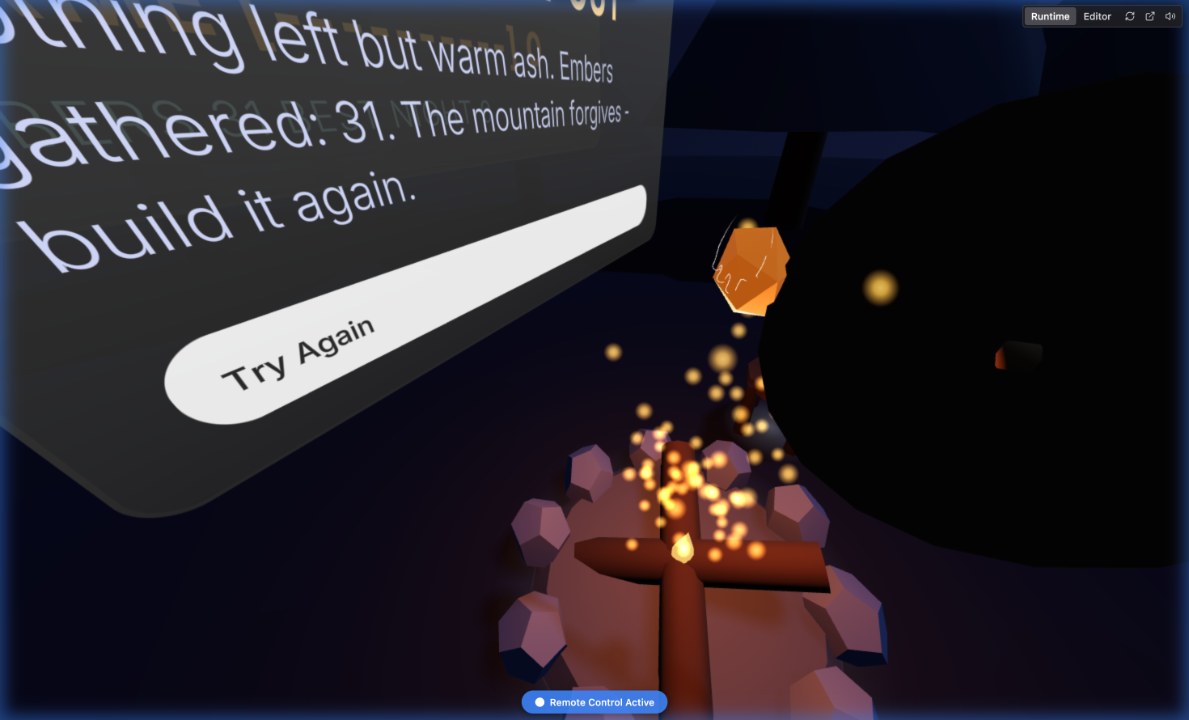 Runtime Editor
thing left but warm ash. Embers
gathered: 31. The mountain forgives -
build it again.
Try Again
Remote Control Active